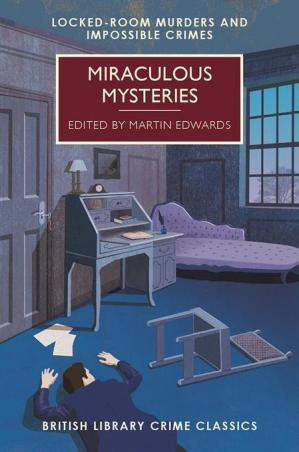 LOCKED-ROOM MURDERS AND
IMPOSSIBLE CRIMES
MIRACULOUS
MYSTERIES
EDITED BY MARTIN EDWARDS
BRITISH LIBRARY CRIME CLASSICS